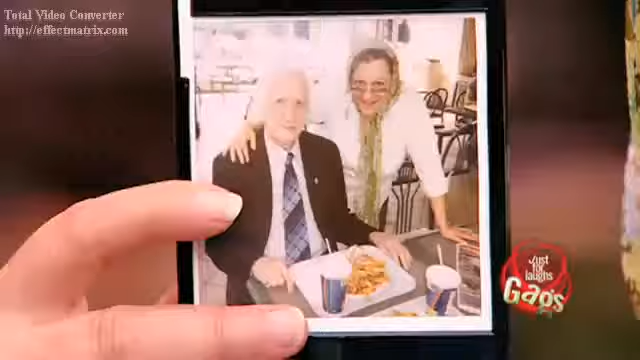 Total Video Converter
http://effectmatrix.com
Just
for
laughs
Gags